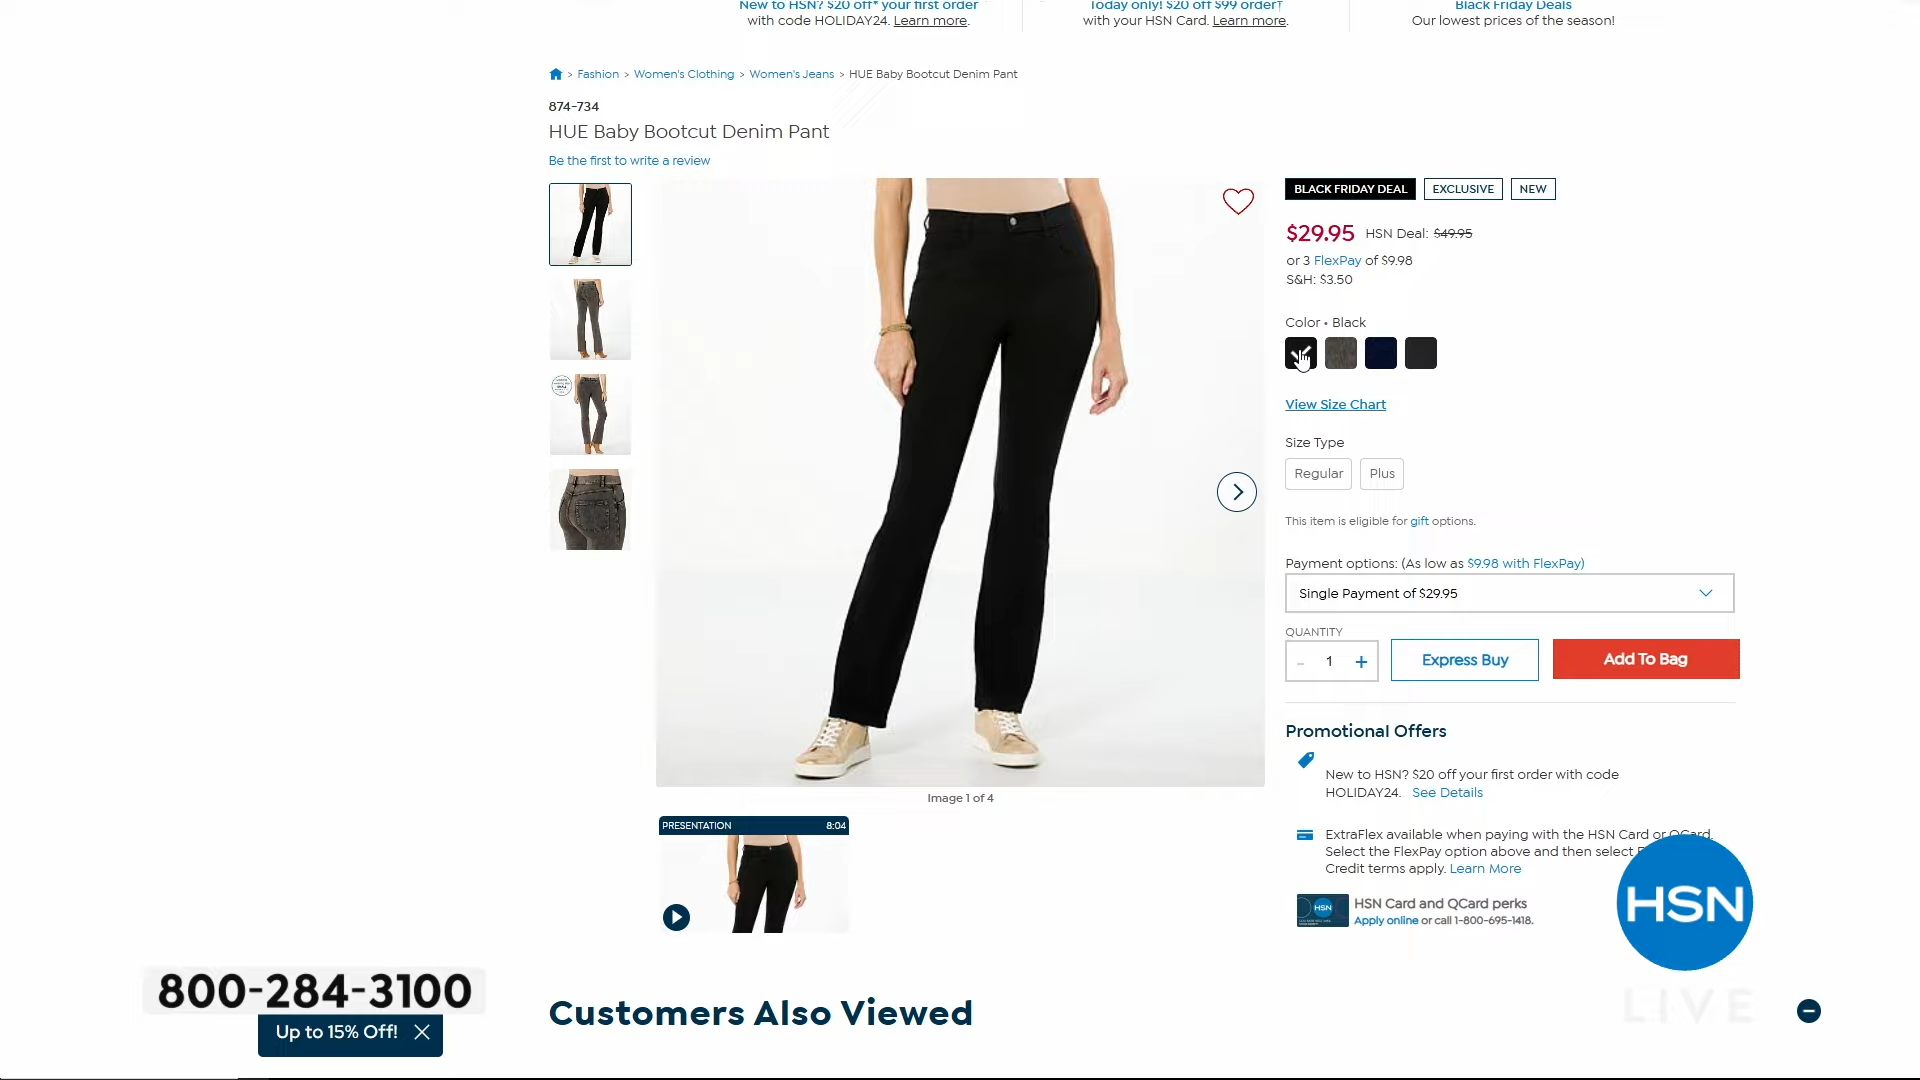 New to HSN? $20 off* your first order
with code HOLIDAY24. Learn more.
Today only! $20 off $99 order†
with your HSN Card. Learn more.
Black Friday Deals
Our lowest prices of the season!
> Fashion > Women's Clothing > Women's Jeans > HUE Baby Bootcut Denim Pant
874-734
HUE Baby Bootcut Denim Pant
Be the first to write a review
BLACK FRIDAY DEAL EXCLUSIVE NEW
$29.95 HSN Deal: $49.95
or 3 FlexPay of $9.98
S&H: $3.50
Color • Black
View Size Chart
Size Type
Regular Plus
This item is eligible for gift options.
Payment options: (As low as $9.98 with FlexPay)
Single Payment of $29.95
QUANTITY
- 1 + Express Buy Add To Bag
Image 1 of 4
PRESENTATION 8:04
Promotional Offers
New to HSN? $20 off your first order with code
HOLIDAY24. See Details
ExtraFlex available when paying with the HSN Card or QCard.
Select the FlexPay option above and then select
Credit terms apply. Learn More
HSN
HSN Card and QCard perks
Apply online or call 1-800-695-1418.
HSN
LIVE
800-284-3100
Up to 15% Off!
Customers Also Viewed